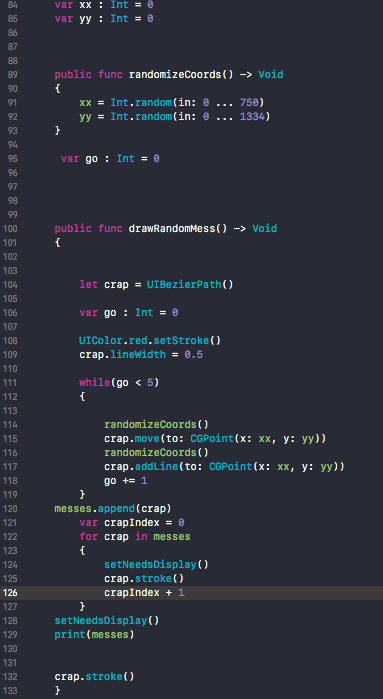 84 var xx : Int = 0
85 var yy : Int = 0
86
87
88
89 public func randomizeCoords() -> Void
90 {
91 xx = Int.random(in: 0 ... 750)
92 yy = Int.random(in: 0 ... 1334)
93 }
94
95 var go : Int = 0
96
97
98
99
100 public func drawRandomMess() -> Void
101 {
102
103
104 let crap = UIBezierPath()
105
106 var go : Int = 0
107
108 UIColor.red.setStroke()
109 crap.lineWidth = 0.5
110
111 while(go < 5)
112 {
113
114 randomizeCoords()
115 crap.move(to: CGPoint(x: xx, y: yy))
116 randomizeCoords()
117 crap.addLine(to: CGPoint(x: xx, y: yy))
118 go += 1
119 }
120 messes.append(crap)
121 var crapIndex = 0
122 for crap in messes
123 {
124 setNeedsDisplay()
125 crap.stroke()
126 crapIndex + 1
127 }
128 setNeedsDisplay()
129 print(messes)
130
131
132 crap.stroke()
133 }